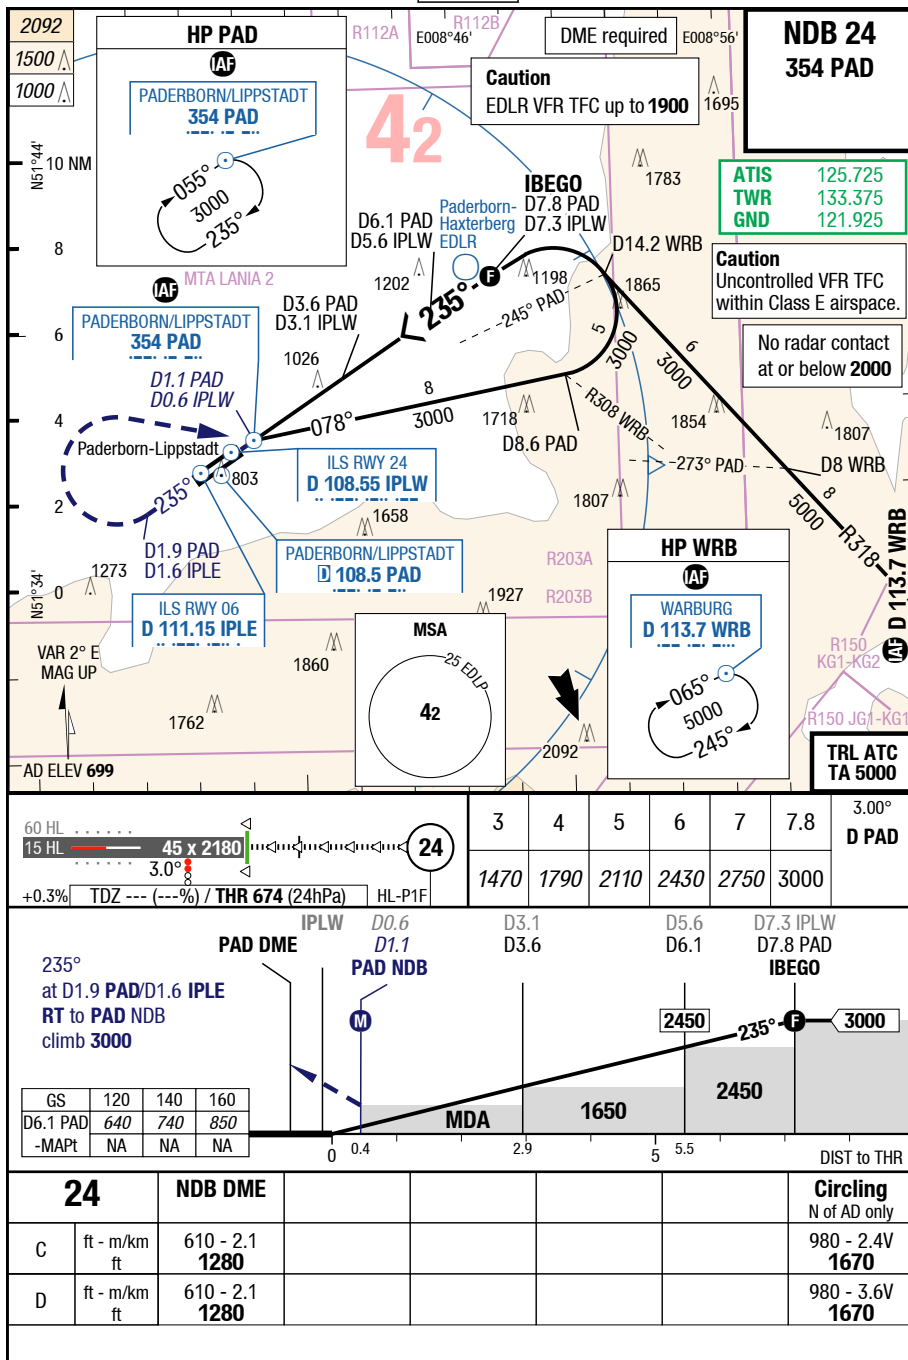 2092
1500
1000
HP PAD
IAF
PADERBORN/LIPPSTADT
354 PAD
055°
3000
235°
R112A
R112B
E008°46'
DME required
E008°56'
NDB 24
354 PAD
Caution
EDLR VFR TFC up to 1900
42
1695
N51°44'
10 NM
1783
ATIS 125.725
TWR 133.375
GND 121.925
IBEGO
D7.8 PAD
D7.3 IPLW
D6.1 PAD
D5.6 IPLW
Paderborn-
Haxterberg
EDLR
D14.2 WRB
8
Caution
Uncontrolled VFR TFC
within Class E airspace.
MTA LANIA 2
IAF
1202
F
1198
1865
235°
245° PAD
D3.6 PAD
D3.1 IPLW
PADERBORN/LIPPSTADT
354 PAD
6
5
3000
6
3000
No radar contact
at or below 2000
1026
D1.1 PAD
D0.6 IPLW
8
3000
078°
1718
R308 WRB
1854
1807
4
D8.6 PAD
Paderborn-Lippstadt
803
ILS RWY 24
D 108.55 IPLW
273° PAD
D8 WRB
235°
1807
8
5000
2
1658
R318
D1.9 PAD
D1.6 IPLE
PADERBORN/LIPPSTADT
D 108.5 PAD
HP WRB
IAF
WARBURG
D 113.7 WRB
065°
5000
245°
R203A
R203B
IAF D 113.7 WRB
N51°34'
0
1273
ILS RWY 06
D 111.15 IPLE
1927
MSA
25 EDLP
42
1860
VAR 2° E
MAG UP
R150
KG1-KG2
1762
2092
R150 JG1-KG1
AD ELEV 699
TRL ATC
TA 5000
60 HL
15 HL
45 x 2180
24
3.0°
+0.3%
TDZ --- (---%) / THR 674 (24hPa)
HL-P1F
3 4 5 6 7 7.8
3.00°
D PAD
1470 1790 2110 2430 2750 3000
IPLW D0.6 D3.1 D5.6 D7.3 IPLW
PAD DME D1.1 D3.6 D6.1 D7.8 PAD
PAD NDB IBEGO
235°
at D1.9 PAD/D1.6 IPLE
RT to PAD NDB
climb 3000
M
2450
235°
F
3000
2450
1650
MDA
GS 120 140 160
D6.1 PAD 640 740 850
-MAPt NA NA NA
0 0.4 2.9 5 5.5
DIST to THR
24 NDB DME Circling
N of AD only
C ft - m/km 610 - 2.1 980 - 2.4V
ft 1280 1670
D ft - m/km 610 - 2.1 980 - 3.6V
ft 1280 1670